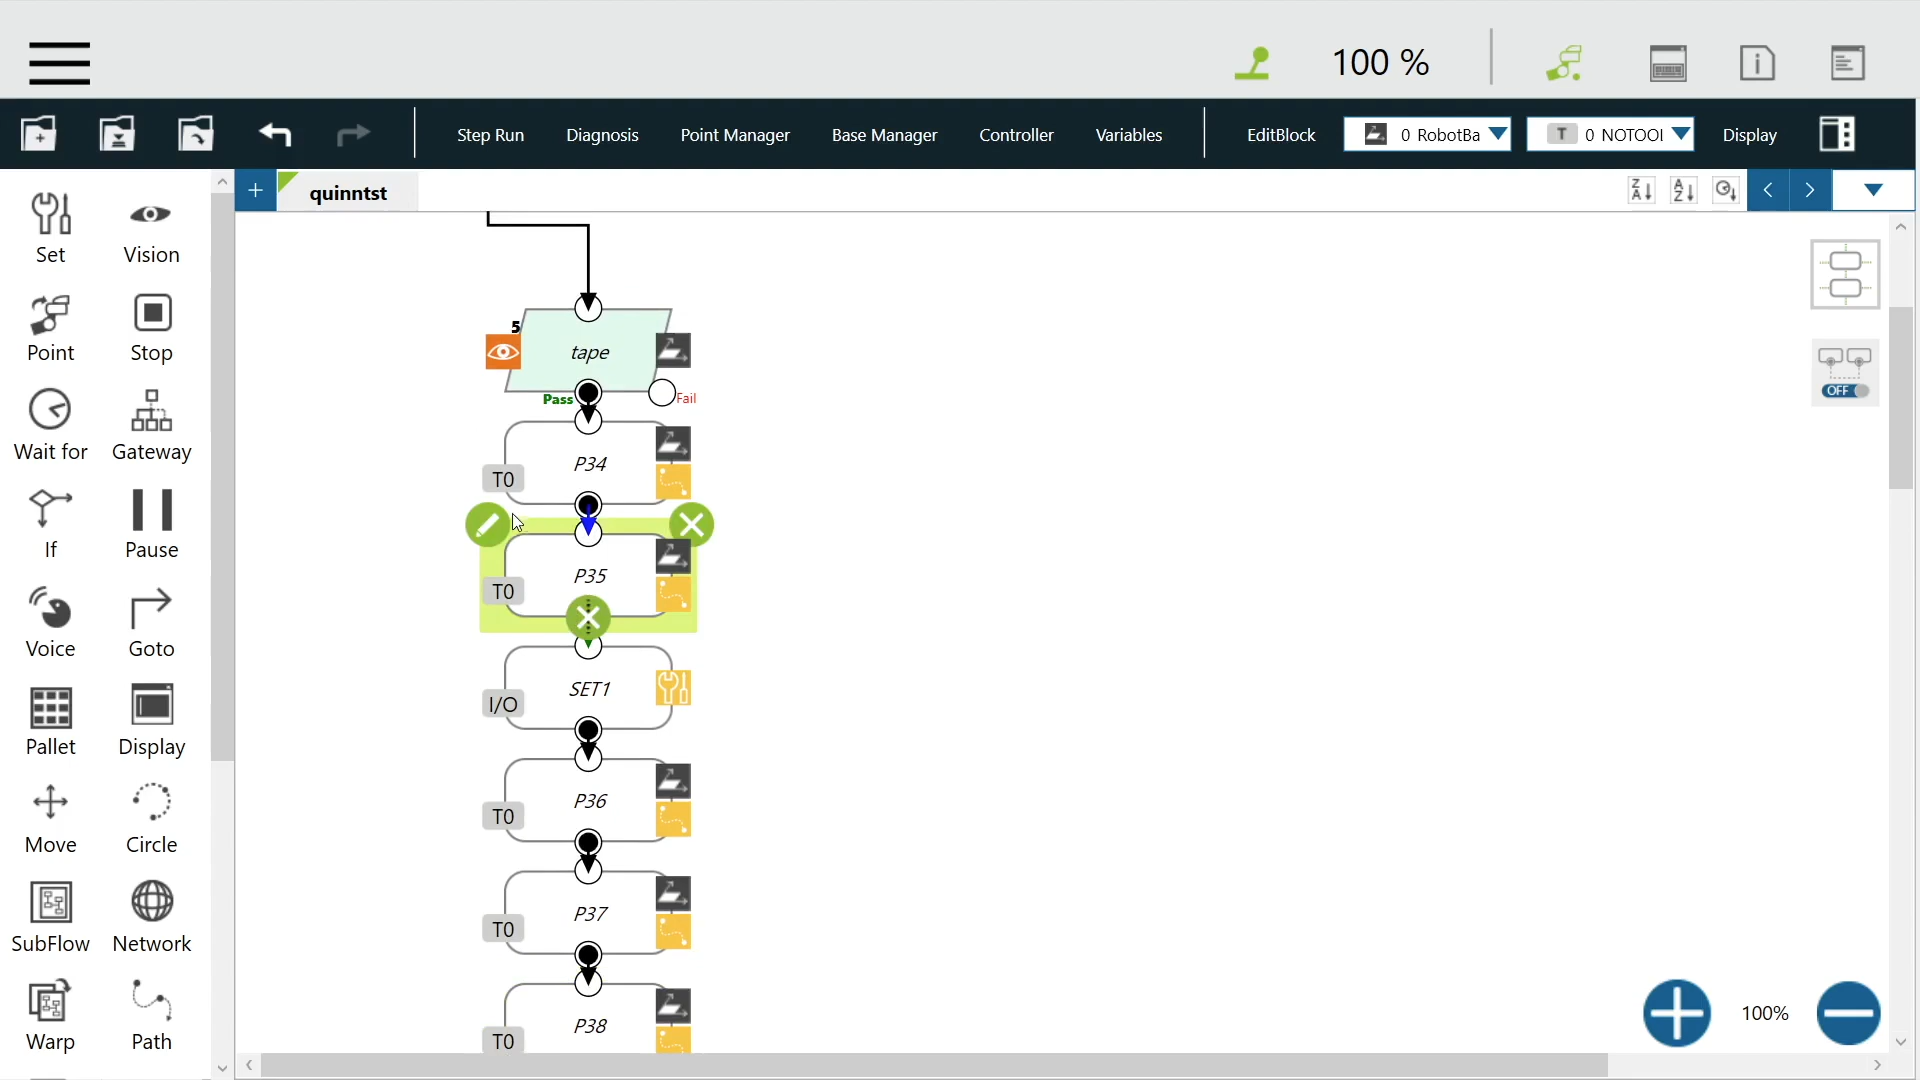 100 %
Step Run Diagnosis Point Manager Base Manager Controller Variables EditBlock 0 RobotBa T 0 NOTOOl Display
+ quinntst Z A A Z
Set Vision
Point Stop
Wait for Gateway
If Pause
Voice Goto
Pallet Display
Move Circle
SubFlow Network
Warp Path
5
tape
Pass Fail
P34
T0
P35
T0
SET1
I/O
P36
T0
P37
T0
P38
T0
OFF
100%